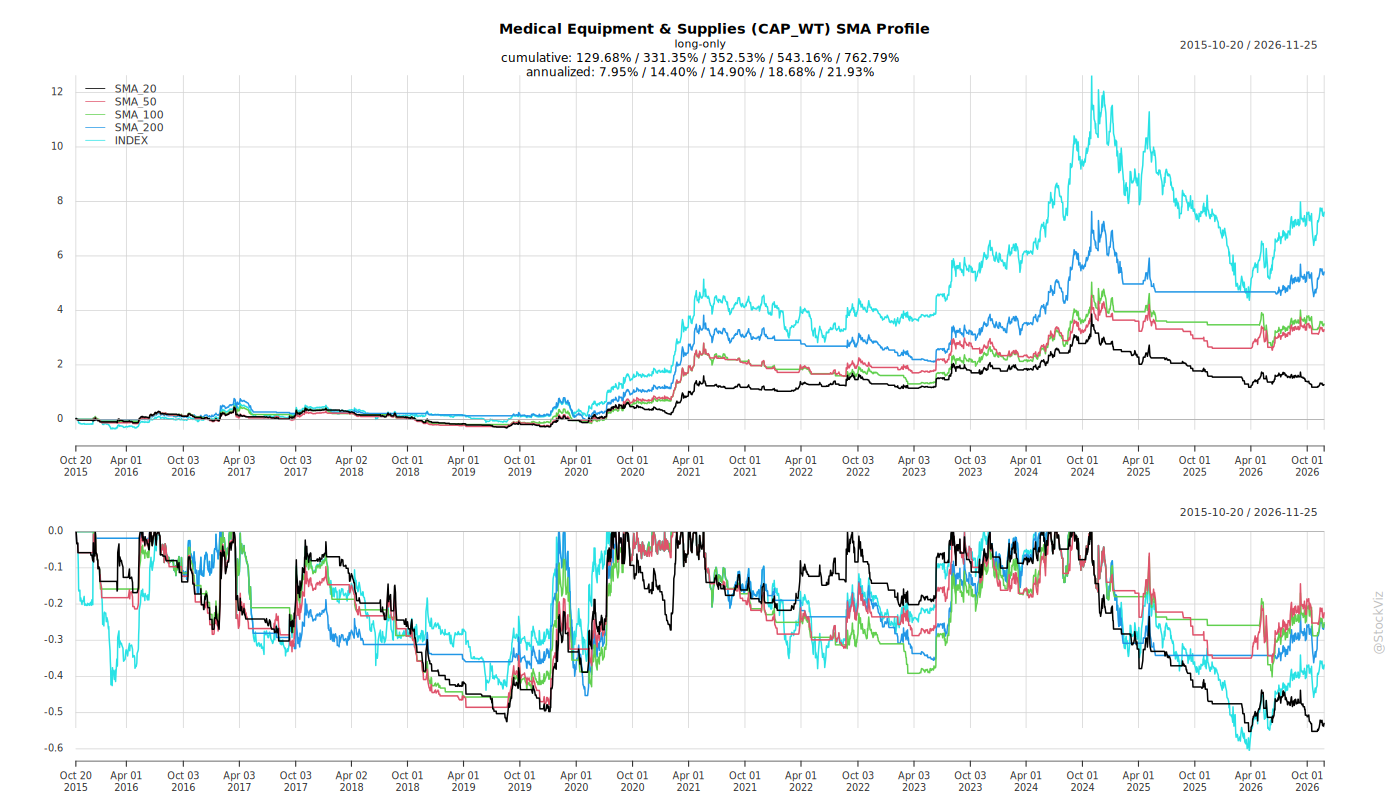 Medical Equipment & Supplies (CAP_WT) SMA Profile
long-only
cumulative: 129.68% / 331.35% / 352.53% / 543.16% / 762.79%
annualized: 7.95% / 14.40% / 14.90% / 18.68% / 21.93%
2015-10-20 / 2026-11-25
SMA_20
SMA_50
SMA_100
SMA_200
INDEX
12
10
8
6
4
2
0
Oct 20 Apr 01 Oct 03 Apr 03 Oct 03 Apr 02 Oct 01 Apr 01 Oct 01 Apr 01 Oct 01 Apr 01 Oct 01 Apr 01 Oct 03 Apr 03 Oct 03 Apr 01 Oct 01 Apr 01 Oct 01 Apr 01 Oct 01
2015 2016 2016 2017 2017 2018 2018 2019 2019 2020 2020 2021 2021 2022 2022 2023 2023 2024 2024 2025 2025 2026 2026
2015-10-20 / 2026-11-25
0.0
-0.1
-0.2
-0.3
-0.4
-0.5
-0.6
Oct 20 Apr 01 Oct 03 Apr 03 Oct 03 Apr 02 Oct 01 Apr 01 Oct 01 Apr 01 Oct 01 Apr 01 Oct 01 Apr 01 Oct 03 Apr 03 Oct 03 Apr 01 Oct 01 Apr 01 Oct 01 Apr 01 Oct 01
2015 2016 2016 2017 2017 2018 2018 2019 2019 2020 2020 2021 2021 2022 2022 2023 2023 2024 2024 2025 2025 2026 2026
@StockViz